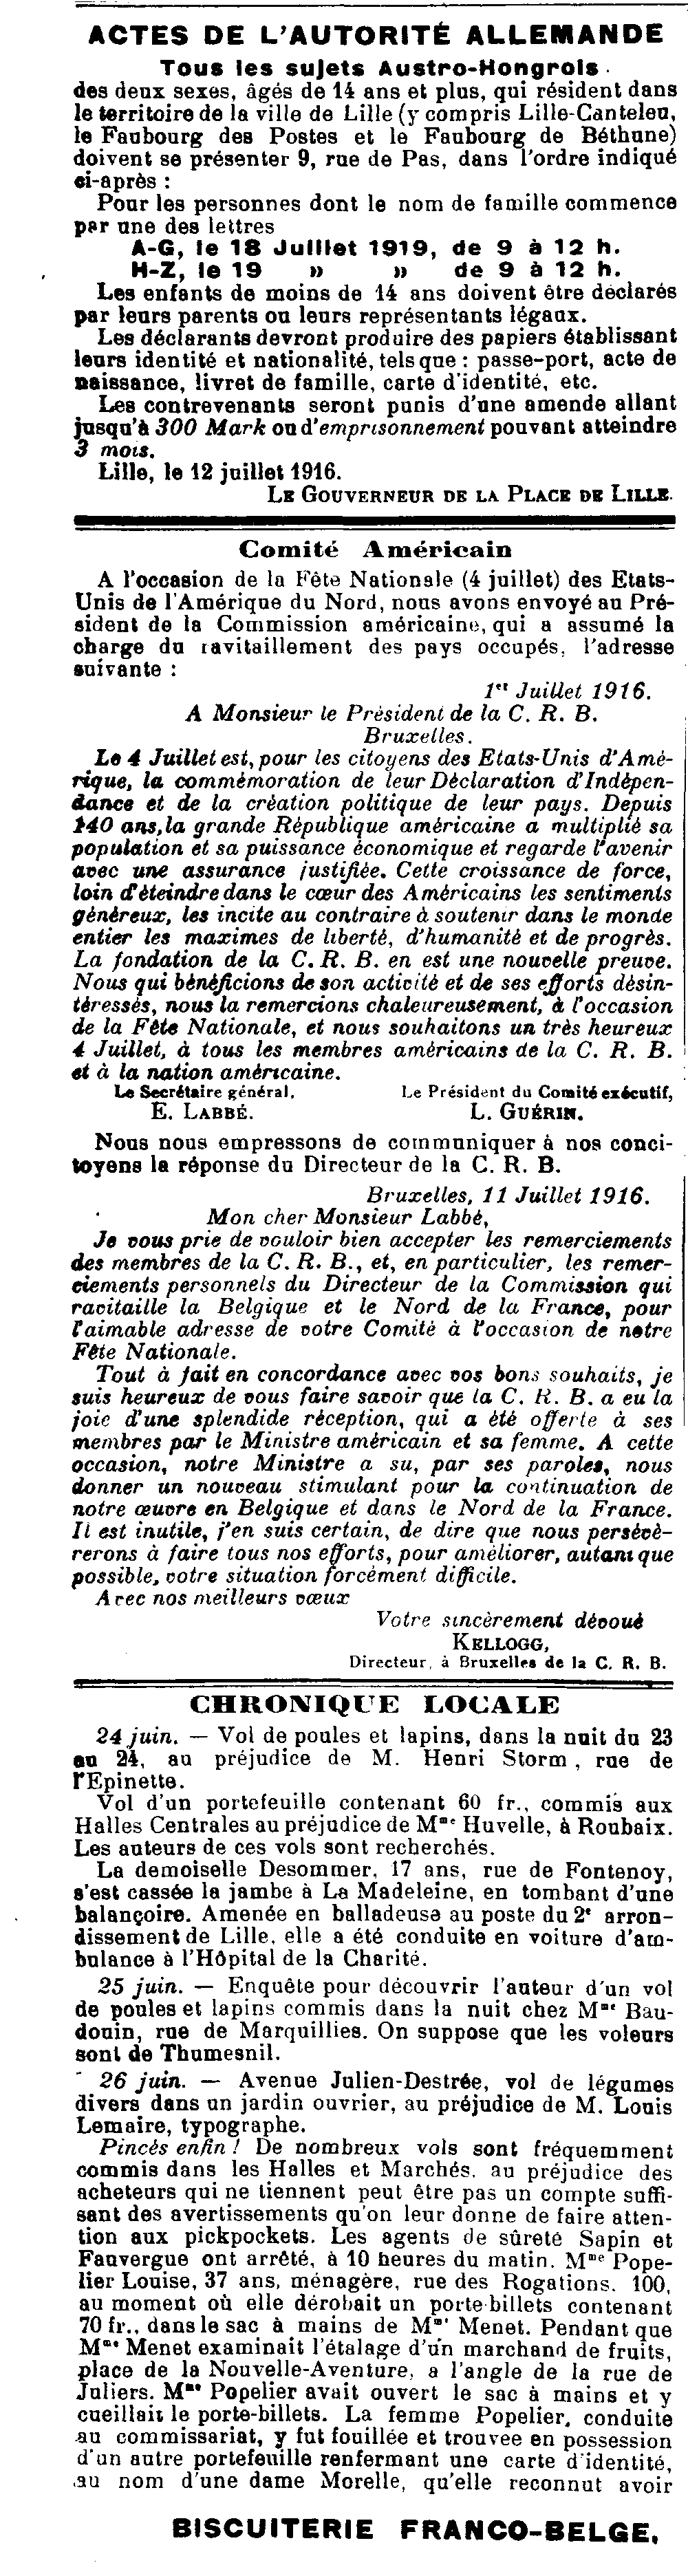 ACTES DE L'AUTORITÉ ALLEMANDE
Tous les sujets Austro-Hongrois
des deux sexes, âgés de 14 ans et plus, qui résident dans
le territoire de la ville de Lille (y compris Lille-Canteleu,
le Faubourg des Postes et le Faubourg de Béthune)
doivent se présenter 9, rue de Pas, dans l'ordre indiqué
ci-après :
Pour les personnes dont le nom de famille commence
par une des lettres
A-G, le 18 Juillet 1919, de 9 à 12 h.
H-Z, le 19 » » de 9 à 12 h.
Les enfants de moins de 14 ans doivent être déclarés
par leurs parents ou leurs représentants légaux.
Les déclarants devront produire des papiers établissant
leurs identité et nationalité, tels que : passe-port, acte de
naissance, livret de famille, carte d'identité, etc.
Les contrevenants seront punis d'une amende allant
jusqu'à 300 Mark ou d'emprisonnement pouvant atteindre
3 mois.
Lille, le 12 juillet 1916.
LE GOUVERNEUR DE LA PLACE DE LILLE.
Comité Américain
A l'occasion de la Fête Nationale (4 juillet) des Etats-
Unis de l'Amérique du Nord, nous avons envoyé au Pré-
sident de la Commission américaine, qui a assumé la
charge du ravitaillement des pays occupés, l'adresse
suivante :
1er Juillet 1916.
A Monsieur le Président de la C. R. B.
Bruxelles.
Le 4 Juillet est, pour les citoyens des Etats-Unis d'Amé-
rique, la commémoration de leur Déclaration d'Indépen-
dance et de la création politique de leur pays. Depuis
140 ans, la grande République américaine a multiplié sa
population et sa puissance économique et regarde l'avenir
avec une assurance justifiée. Cette croissance de force,
loin d'éteindre dans le cœur des Américains les sentiments
généreux, les incite au contraire à soutenir dans le monde
entier les maximes de liberté, d'humanité et de progrès.
La fondation de la C. R. B. en est une nouvelle preuve.
Nous qui bénéficions de son activité et de ses efforts désin-
téressés, nous la remercions chaleureusement, à l'occasion
de la Fête Nationale, et nous souhaitons un très heureux
4 Juillet, à tous les membres américains de la C. R. B.
et à la nation américaine.
Le Secrétaire général, Le Président du Comité exécutif,
E. LABBÉ. L. GUÉRIN.
Nous nous empressons de communiquer à nos conci-
toyens la réponse du Directeur de la C. R. B.
Bruxelles, 11 Juillet 1916.
Mon cher Monsieur Labbé,
Je vous prie de vouloir bien accepter les remerciements
des membres de la C. R. B., et, en particulier, les remer-
ciements personnels du Directeur de la Commission qui
ravitaille la Belgique et le Nord de la France, pour
l'aimable adresse de votre Comité à l'occasion de notre
Fête Nationale.
Tout à fait en concordance avec vos bons souhaits, je
suis heureux de vous faire savoir que la C. R. B. a eu la
joie d'une splendide réception, qui a été offerte à ses
membres par le Ministre américain et sa femme. A cette
occasion, notre Ministre a su, par ses paroles, nous
donner un nouveau stimulant pour la continuation de
notre œuvre en Belgique et dans le Nord de la France.
Il est inutile, j'en suis certain, de dire que nous persévè-
rerons à faire tous nos efforts, pour améliorer, autant que
possible, votre situation forcément difficile.
Avec nos meilleurs vœux
Votre sincèrement dévoué
KELLOGG,
Directeur, à Bruxelles de la C. R. B.
CHRONIQUE LOCALE
24 juin. — Vol de poules et lapins, dans la nuit du 23
au 24, au préjudice de M. Henri Storm, rue de
l'Epinette.
Vol d'un portefeuille contenant 60 fr., commis aux
Halles Centrales au préjudice de Mme Huvelle, à Roubaix.
Les auteurs de ces vols sont recherchés.
La demoiselle Desommer, 17 ans, rue de Fontenoy,
s'est cassée la jambe à La Madeleine, en tombant d'une
balançoire. Amenée en balladeuse au poste du 2e arron-
dissement de Lille, elle a été conduite en voiture d'am-
bulance à l'Hôpital de la Charité.
25 juin. — Enquête pour découvrir l'auteur d'un vol
de poules et lapins commis dans la nuit chez Mme Bau-
douin, rue de Marquillies. On suppose que les voleurs
sont de Thumesnil.
26 juin. — Avenue Julien-Destrée, vol de légumes
divers dans un jardin ouvrier, au préjudice de M. Louis
Lemaire, typographe.
Pincés enfin ! De nombreux vols sont fréquemment
commis dans les Halles et Marchés, au préjudice des
acheteurs qui ne tiennent peut être pas un compte suffi-
sant des avertissements qu'on leur donne de faire atten-
tion aux pickpockets. Les agents de sûreté Sapin et
Fauvergue ont arrêté, à 10 heures du matin, Mme Pope-
lier Louise, 37 ans, ménagère, rue des Rogations, 100,
au moment où elle dérobait un porte-billets contenant
70 fr., dans le sac à mains de Mme Menet. Pendant que
Mme Menet examinait l'étalage d'un marchand de fruits,
place de la Nouvelle-Aventure, a l'angle de la rue de
Juliers. Mme Popelier avait ouvert le sac à mains et y
cueillait le porte-billets. La femme Popelier, conduite
au commissariat, y fut fouillée et trouvée en possession
d'un autre portefeuille renfermant une carte d'identité,
au nom d'une dame Morelle, qu'elle reconnut avoir
BISCUITERIE FRANCO-BELGE,